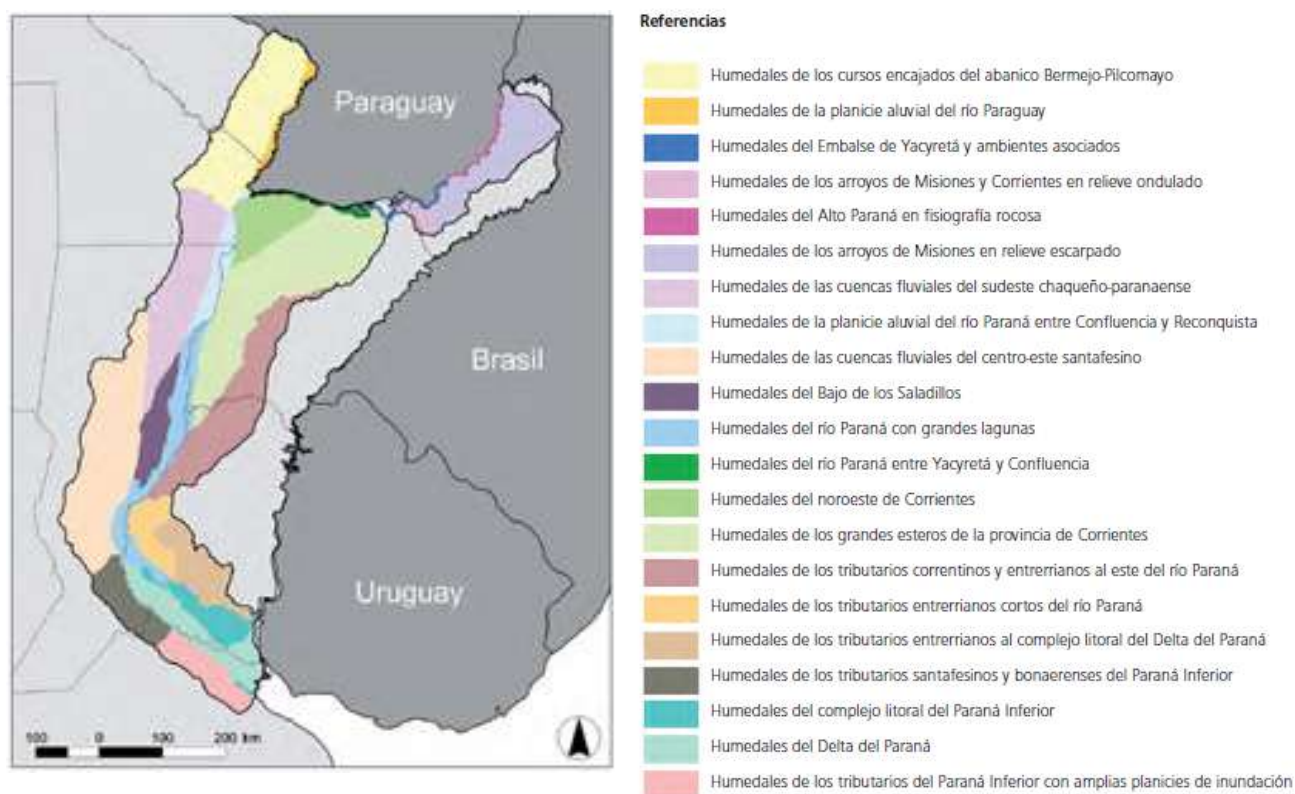 Referencias
Paraguay
Brasil
Uruguay
100 0 100 200 km
Humedales de los cursos encajados del abanico Bermejo-Pilcomayo
Humedales de la planicie aluvial del río Paraguay
Humedales del Embalse de Yacyretá y ambientes asociados
Humedales de los arroyos de Misiones y Corrientes en relieve ondulado
Humedales del Alto Paraná en fisiografía rocosa
Humedales de los arroyos de Misiones en relieve escarpado
Humedales de las cuencas fluviales del sudeste chaqueño-paranaense
Humedales de la planicie aluvial del río Paraná entre Confluencia y Reconquista
Humedales de las cuencas fluviales del centro-este santafesino
Humedales del Bajo de los Saladillos
Humedales del río Paraná con grandes lagunas
Humedales del río Paraná entre Yacyretá y Confluencia
Humedales del noroeste de Corrientes
Humedales de los grandes esteros de la provincia de Corrientes
Humedales de los tributarios correntinos y entrerrianos al este del río Paraná
Humedales de los tributarios entrerrianos cortos del río Paraná
Humedales de los tributarios entrerrianos al complejo litoral del Delta del Paraná
Humedales de los tributarios santafesinos y bonaerenses del Paraná Inferior
Humedales del complejo litoral del Paraná Inferior
Humedales del Delta del Paraná
Humedales de los tributarios del Paraná Inferior con amplias planicies de inundación